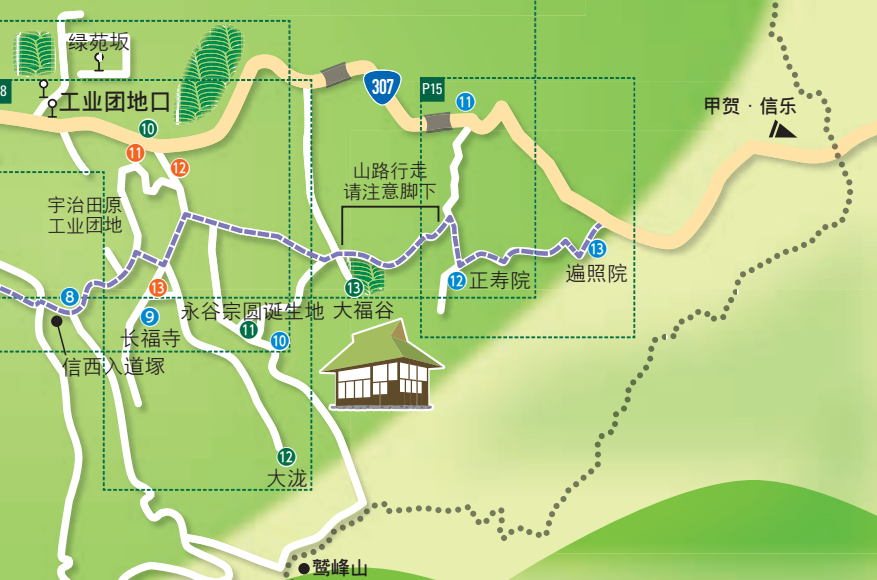 绿苑坂
8
工业团地口
307
P15
11
甲贺・信乐
10
11
12
山路行走
请注意脚下
宇治田原
工业团地
13
遍照院
12 正寿院
8
13
13
9
永谷宗圆诞生地
大福谷
长福寺
11
10
信西入道塚
12
大泷
鹫峰山